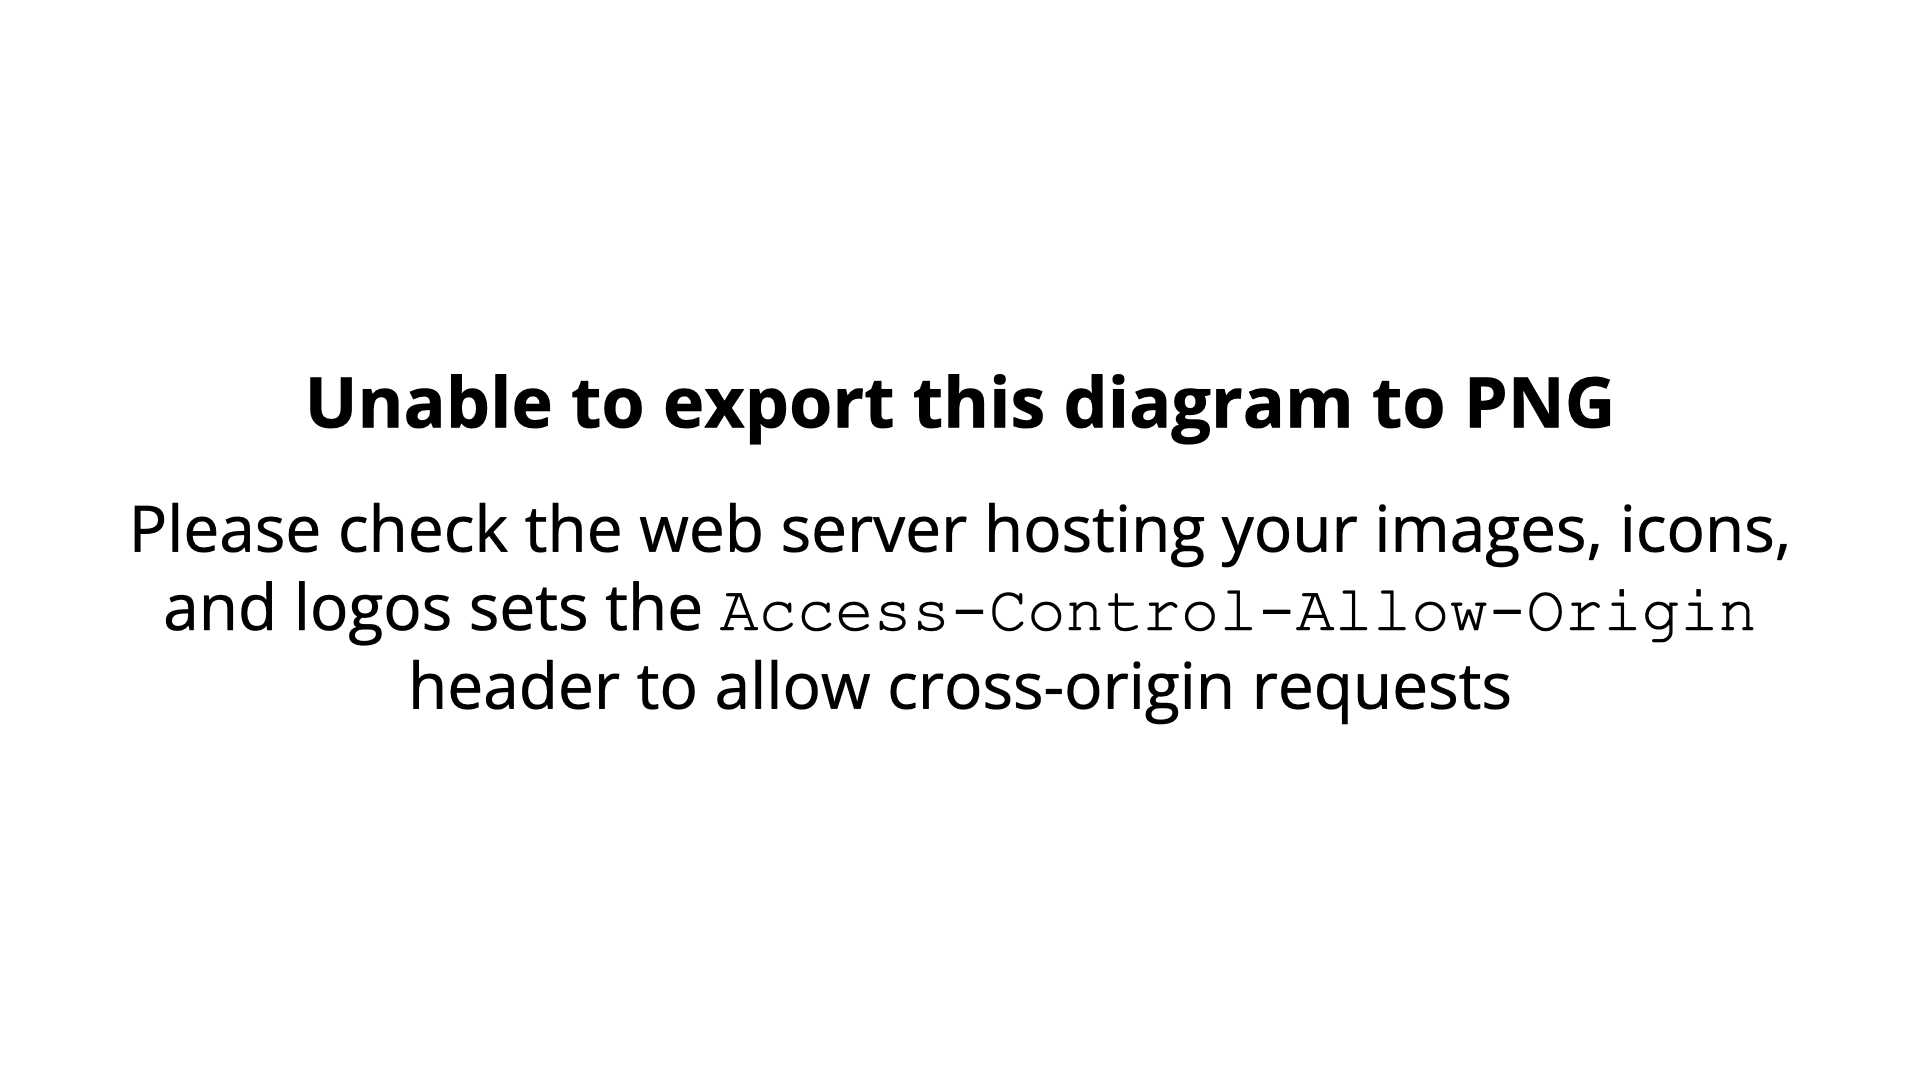 Unable to export this diagram to PNG
Please check the web server hosting your images, icons,
and logos sets the Access-Control-Allow-Origin
header to allow cross-origin requests